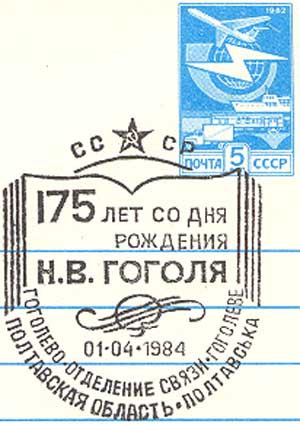 1982
ПОЧТА 5 СССР
СС СР
175 ЛЕТ СО ДНЯ
РОЖДЕНИЯ
Н.В. ГОГОЛЯ
01·04·1984
ГОГОЛЕВО·ОТДЕЛЕНИЕ СВЯЗИ·ГОГОЛЕВЕ
ПОЛТАВСКАЯ ОБЛАСТЬ·ПОЛТАВСЬКА